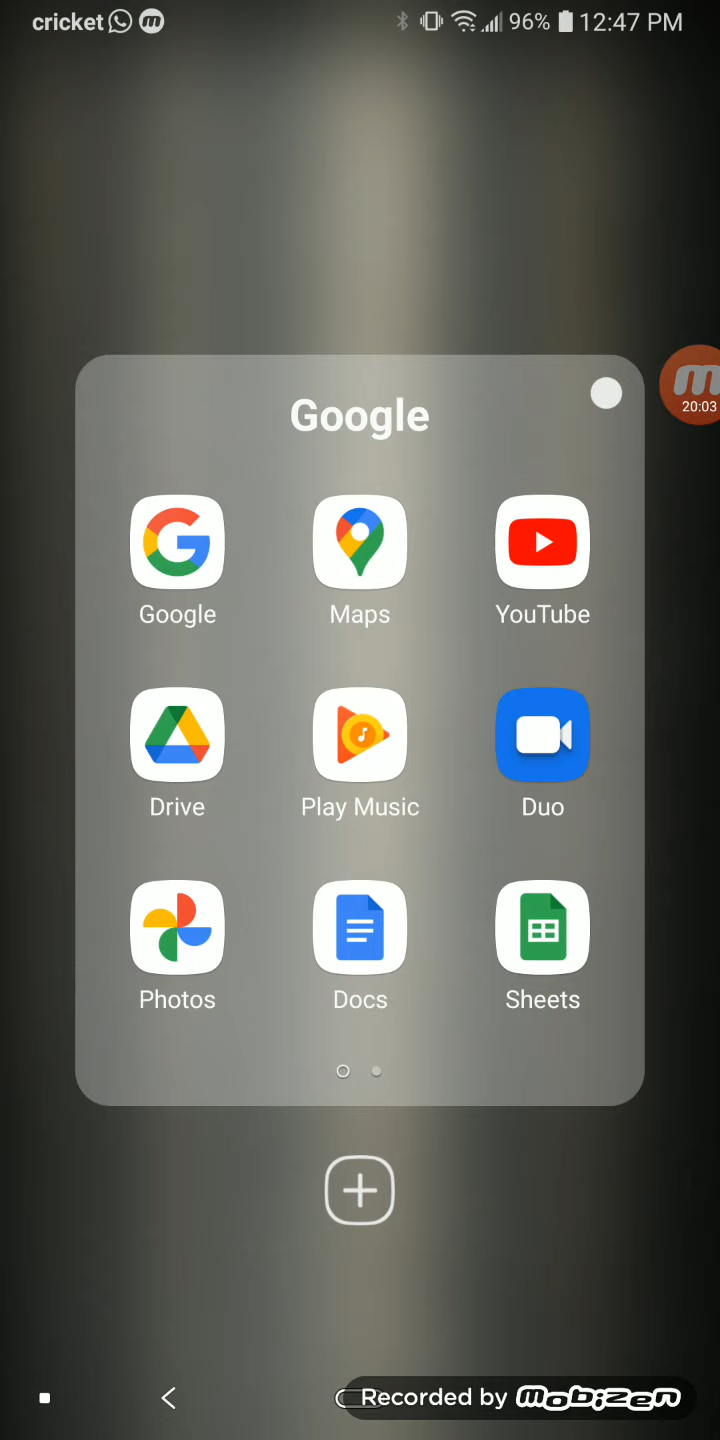 cricket 96% 12:47 PM
Google
20:03
Google Maps YouTube
Drive Play Music Duo
Photos Docs Sheets
Recorded by mobizen